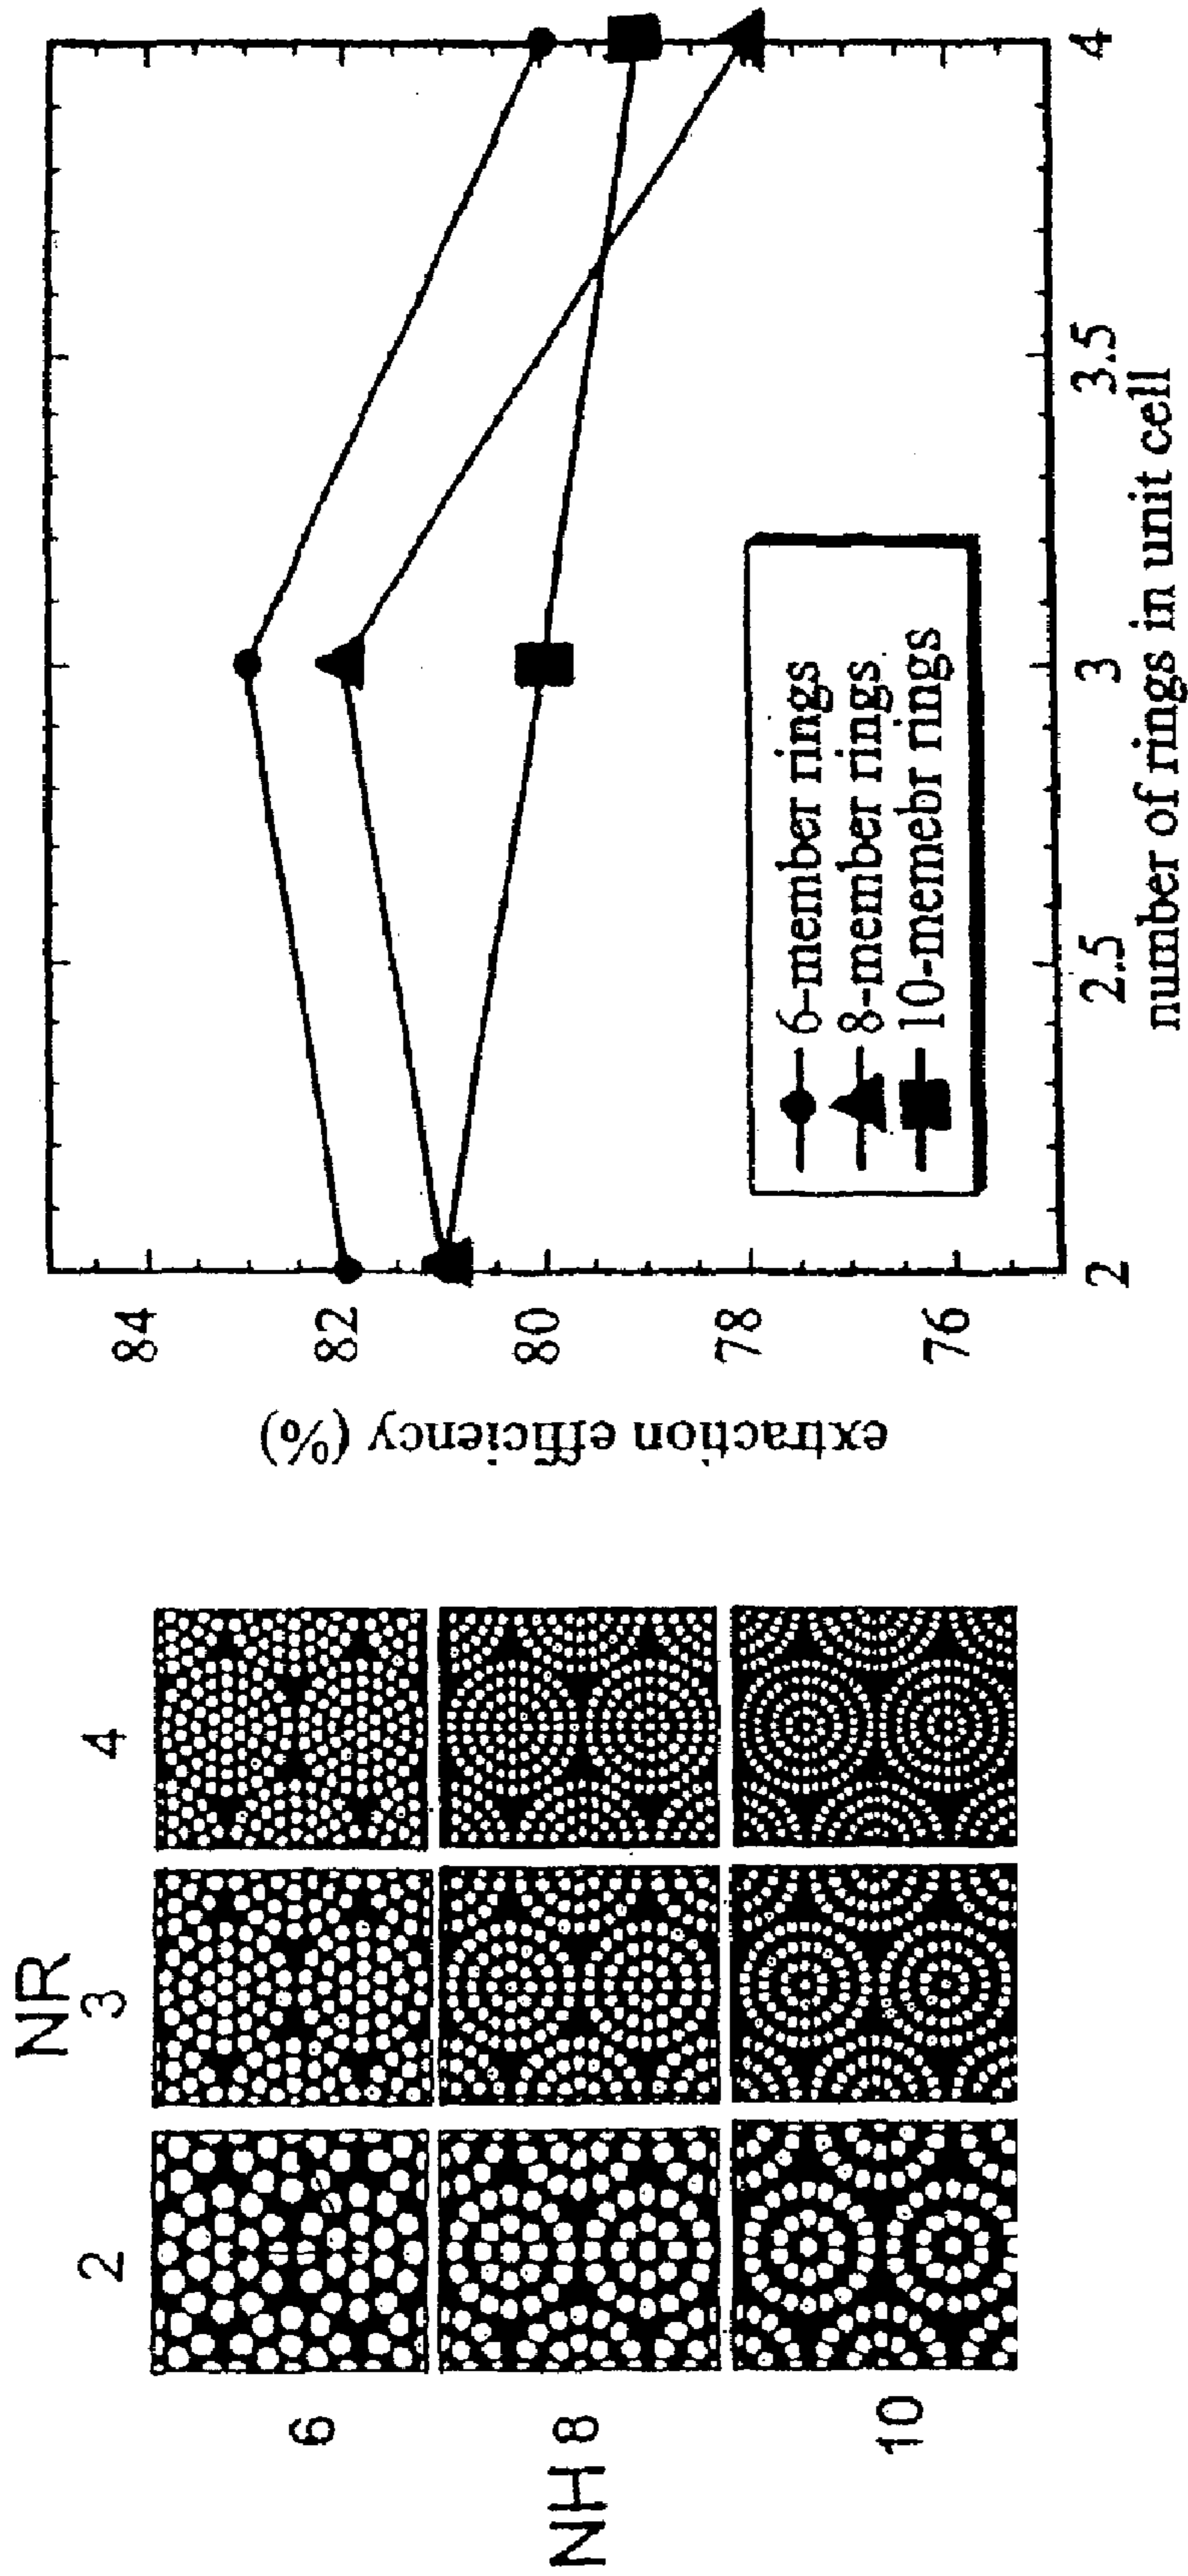 NR
2 3 4
6
NH 8
10
extraction efficiency (%)
84
82
80
78
76
6-member rings
8-member rings
10-memebr rings
2 2.5 3 3.5 4
number of rings in unit cell